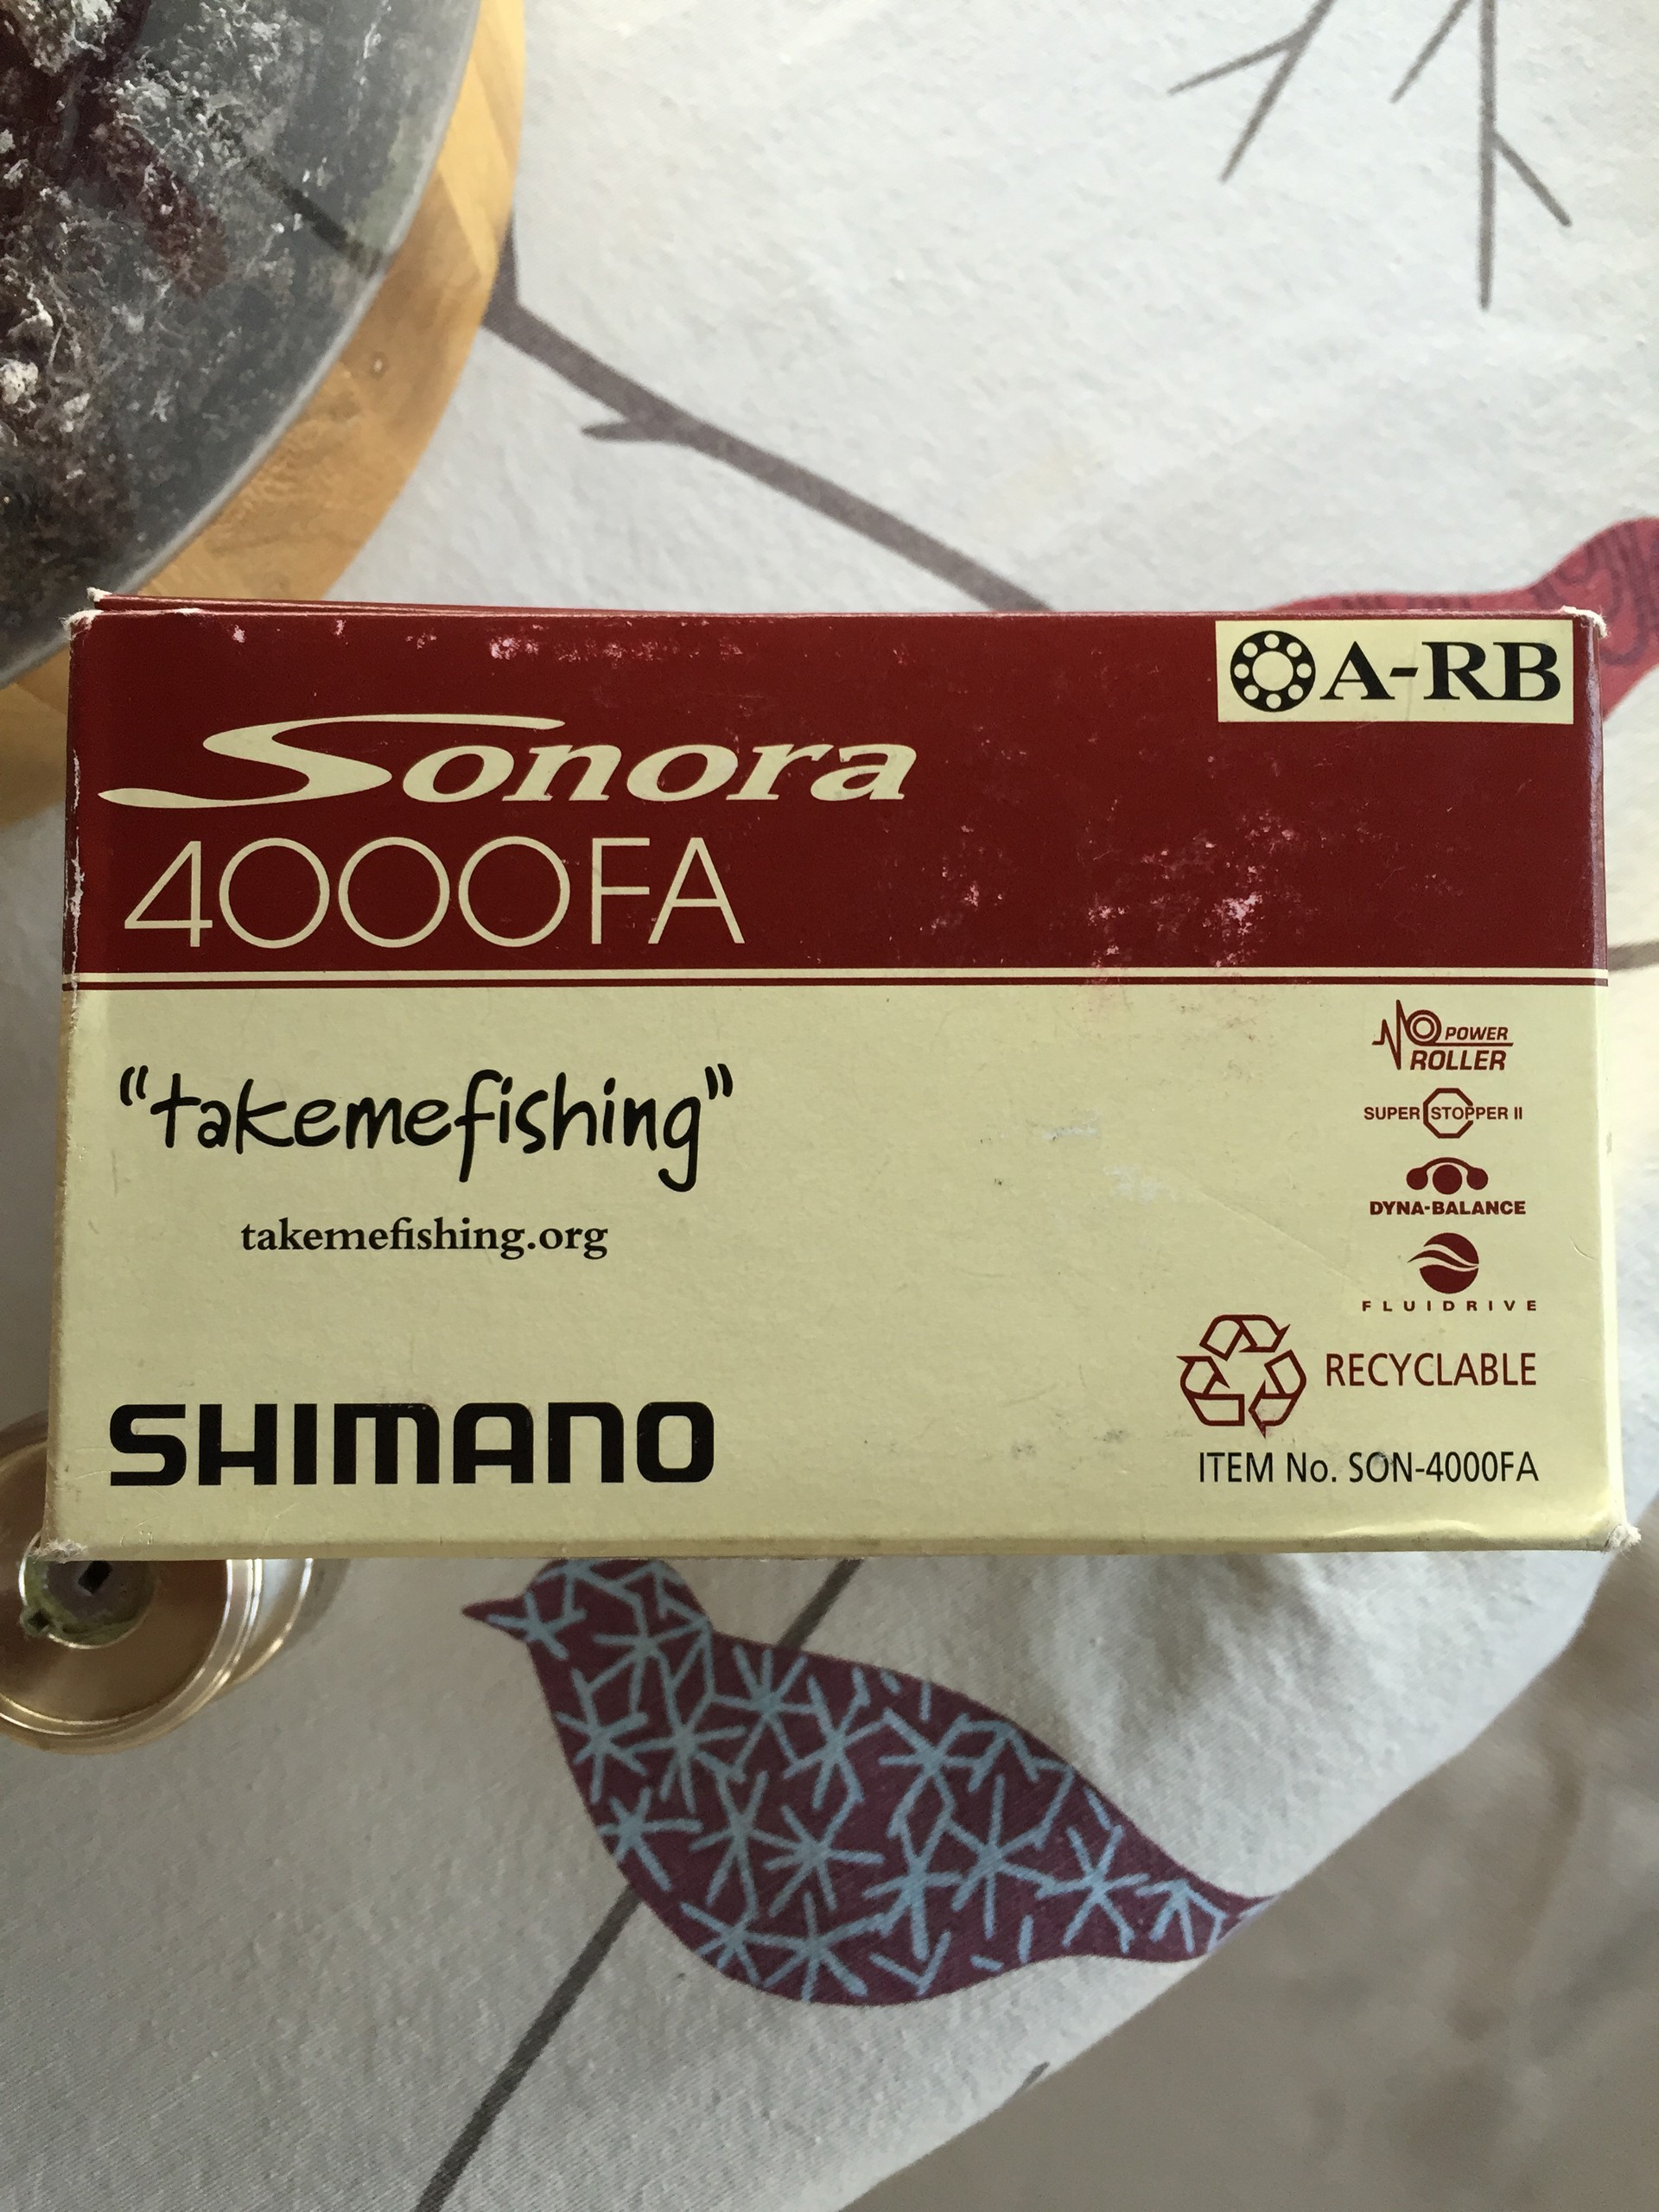 A-RB
Sonora
4000FA
POWER
ROLLER
SUPER STOPPER II
DYNA-BALANCE
FLUIDRIVE
"takemefishing"
takemefishing.org
RECYCLABLE
SHIMANO
ITEM No. SON-4000FA